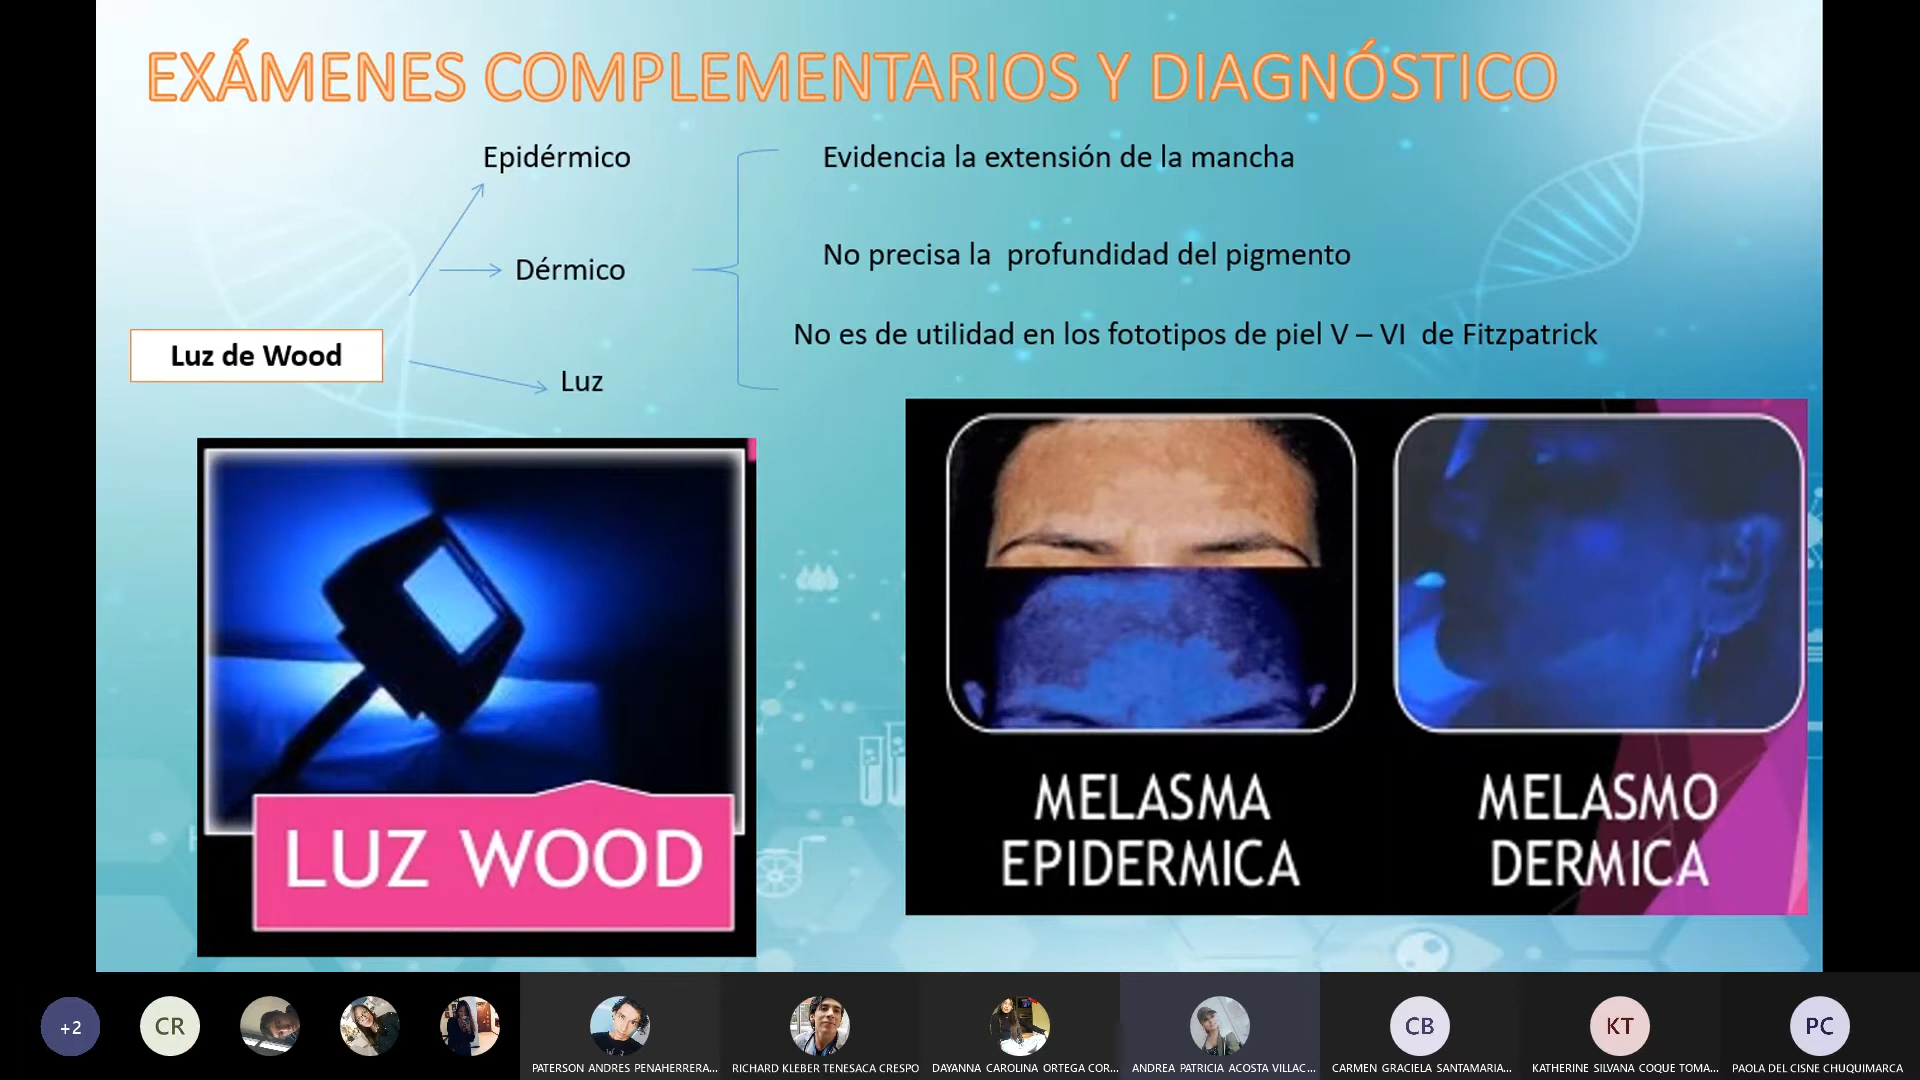 EXÁMENES COMPLEMENTARIOS Y DIAGNÓSTICO
Epidérmico
Evidencia la extensión de la mancha
Dérmico
No precisa la  profundidad del pigmento
Luz de Wood
No es de utilidad en los fototipos de piel V – VI  de Fitzpatrick
Luz
LUZ WOOD
MELASMA
EPIDERMICA
MELASMO
DERMICA
+2
CR
CB
KT
PC
PATERSON ANDRES PENAHERRERA...
RICHARD KLEBER TENESACA CRESPO
DAYANNA CAROLINA ORTEGA COR...
ANDREA PATRICIA ACOSTA VILLAC...
CARMEN GRACIELA SANTAMARIA...
KATHERINE SILVANA COQUE TOMA...
PAOLA DEL CISNE CHUQUIMARCA